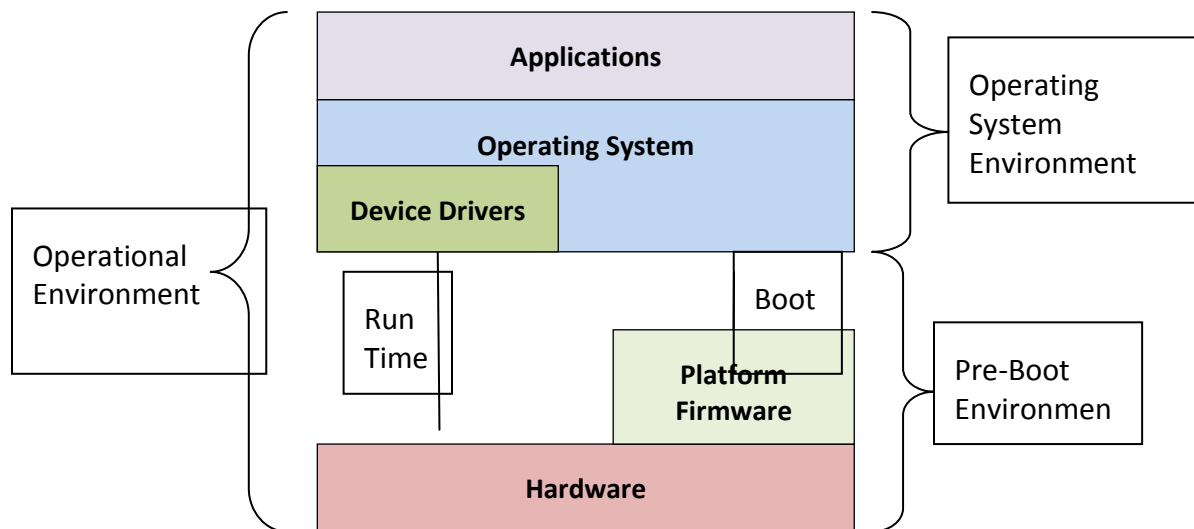 Applications
Operating
System
Environment
Operating System
Device Drivers
Operational
Environment
Run
Time
Boot
Platform
Firmware
Pre-Boot
Environmen
Hardware